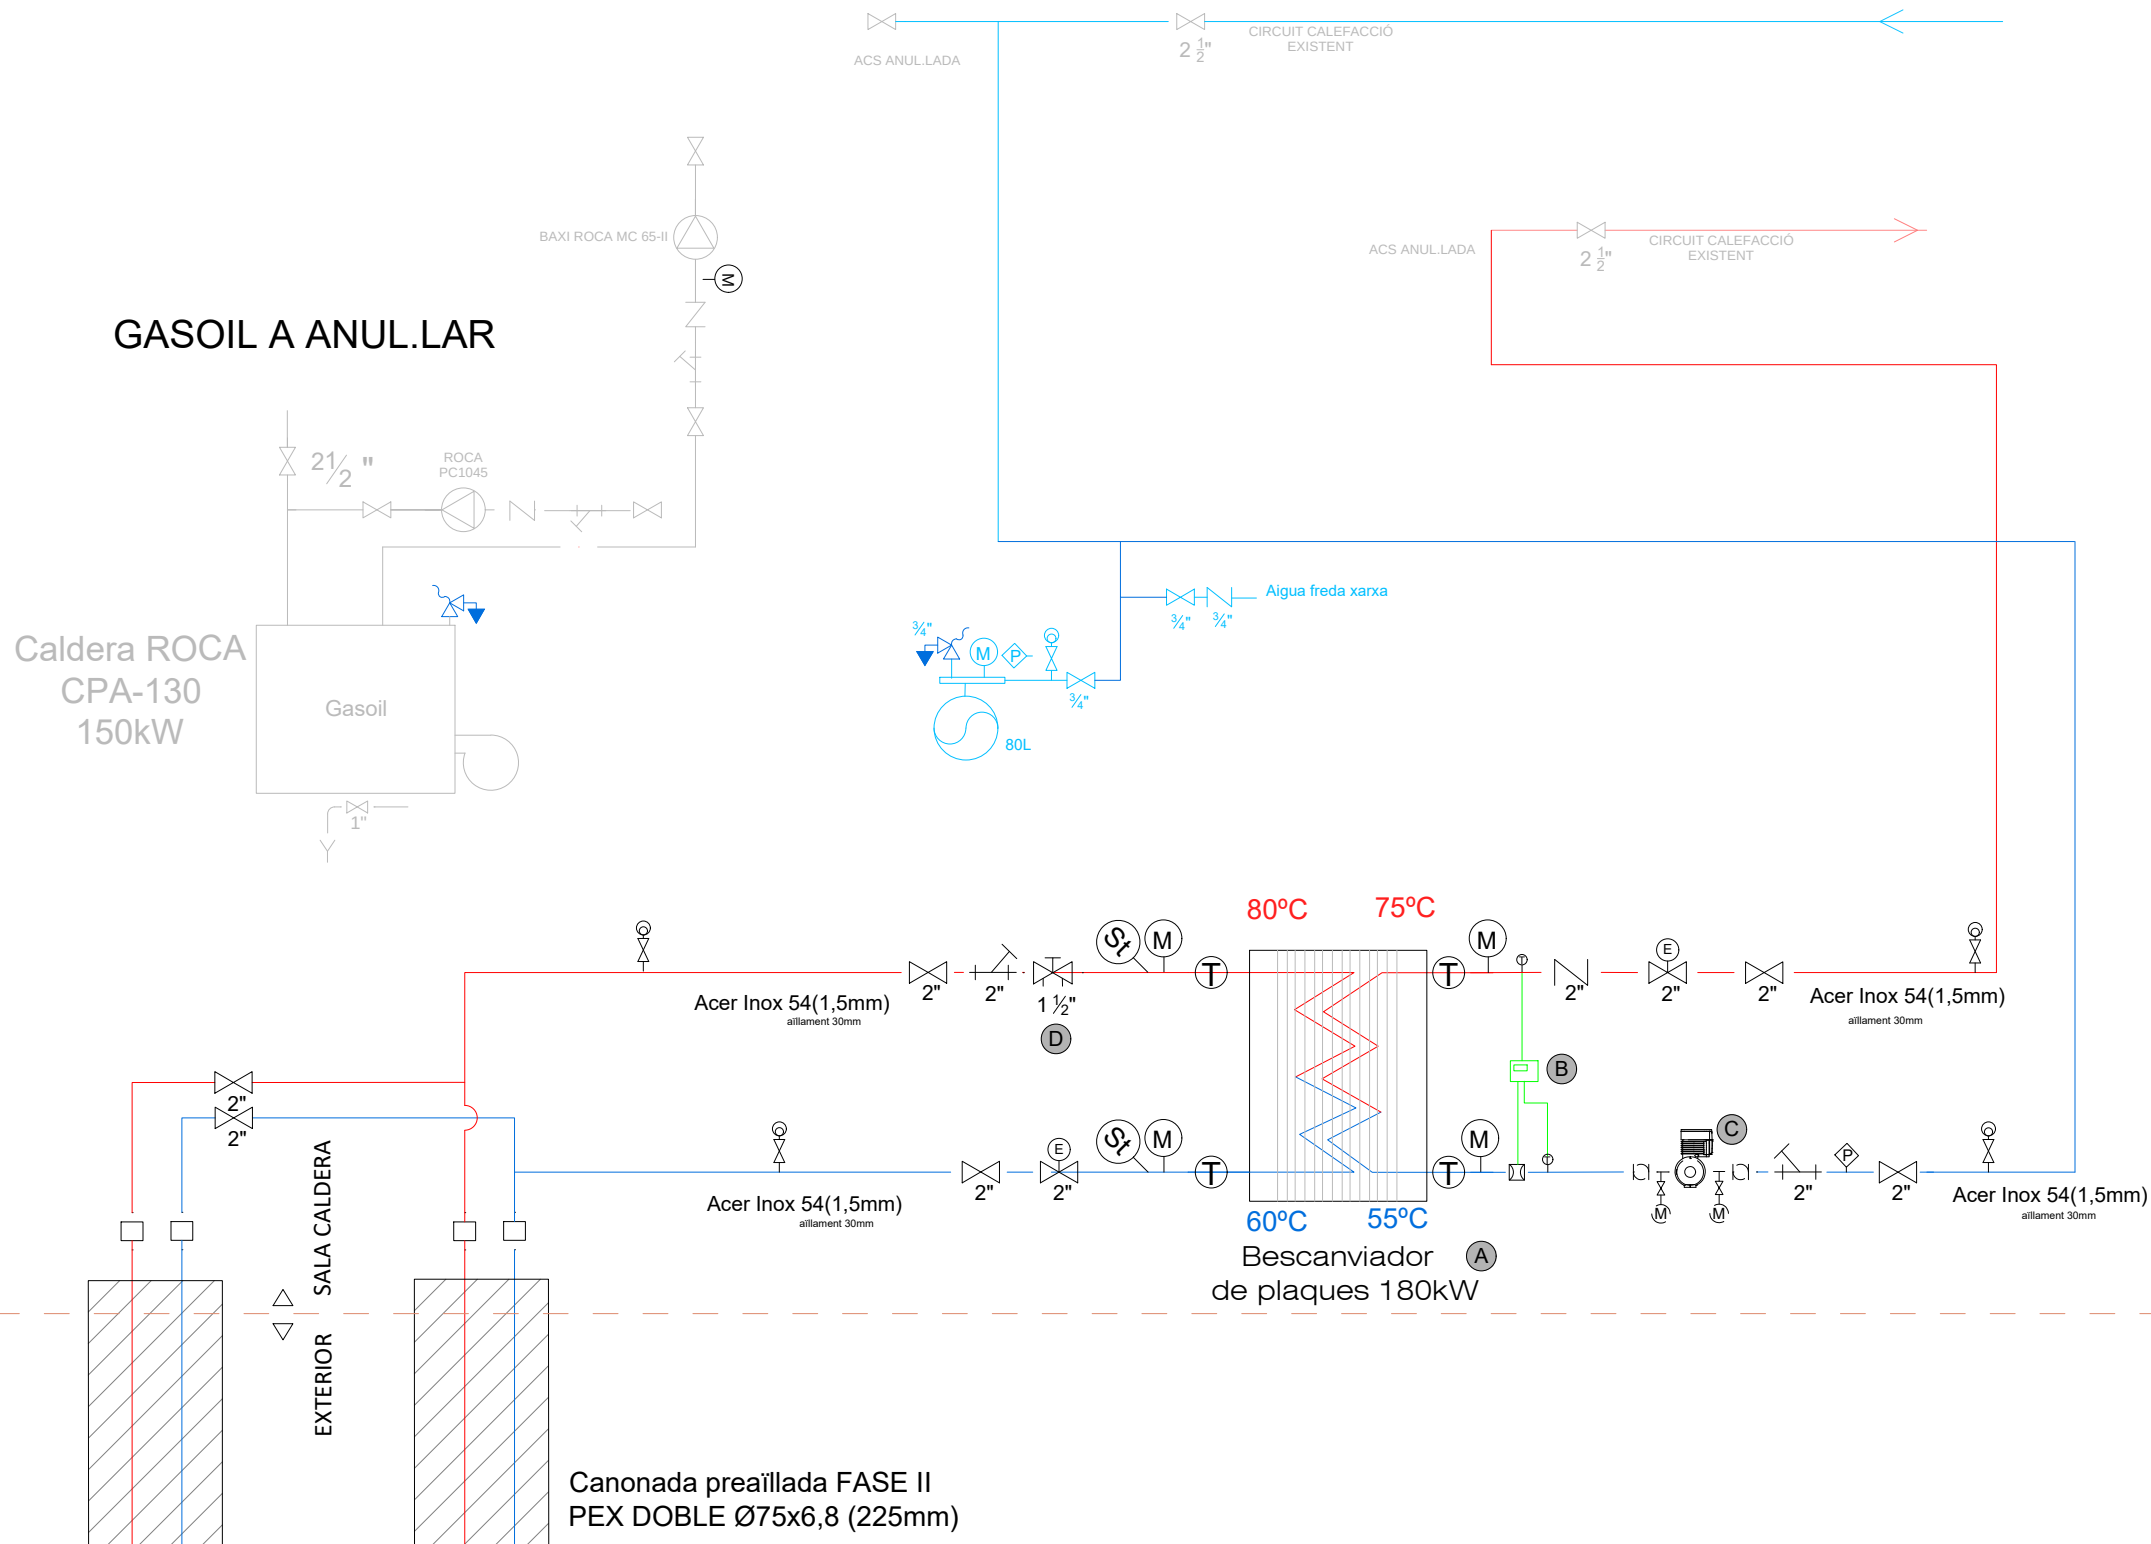 CIRCUIT CALEFACCIÓ
EXISTENT
2 1/2"
ACS ANUL.LADA
BAXI ROCA MC 65-II
M
ACS ANUL.LADA
CIRCUIT CALEFACCIÓ
EXISTENT
2 1/2"
GASOIL A ANUL.LAR
2 1/2 "
ROCA
PC1045
Aigua freda xarxa
3/4"
3/4"
3/4"
M
P
3/4"
80L
Caldera ROCA
CPA-130
150kW
Gasoil
1"
80ºC
75ºC
St
M
T
T
M
T
E
2"
2"
1 1/2"
2"
2"
2"
Acer Inox 54(1,5mm)
aïllament 30mm
Acer Inox 54(1,5mm)
aïllament 30mm
D
B
2"
2"
St
M
E
T
T
M
T
C
P
2"
2"
2"
2"
M
M
Acer Inox 54(1,5mm)
aïllament 30mm
Acer Inox 54(1,5mm)
aïllament 30mm
60ºC
55ºC
Bescanviador
de plaques 180kW
A
SALA CALDERA
EXTERIOR
Canonada preaïllada FASE II
PEX DOBLE Ø75x6,8 (225mm)